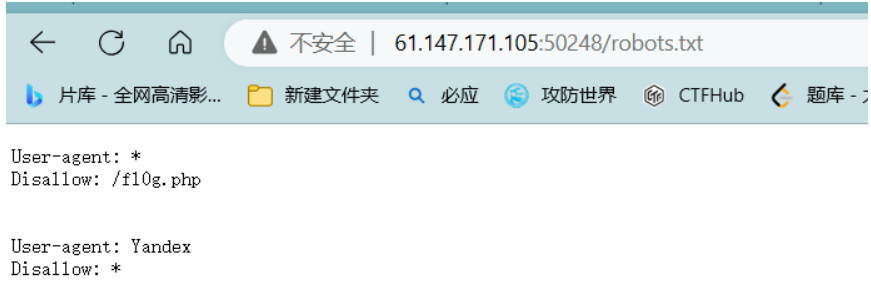 不安全 | 61.147.171.105:50248/robots.txt
片库 - 全网高清影... 新建文件夹 必应 攻防世界 CTFHub 题库 -
User-agent: *
Disallow: /fl0g.php
User-agent: Yandex
Disallow: *